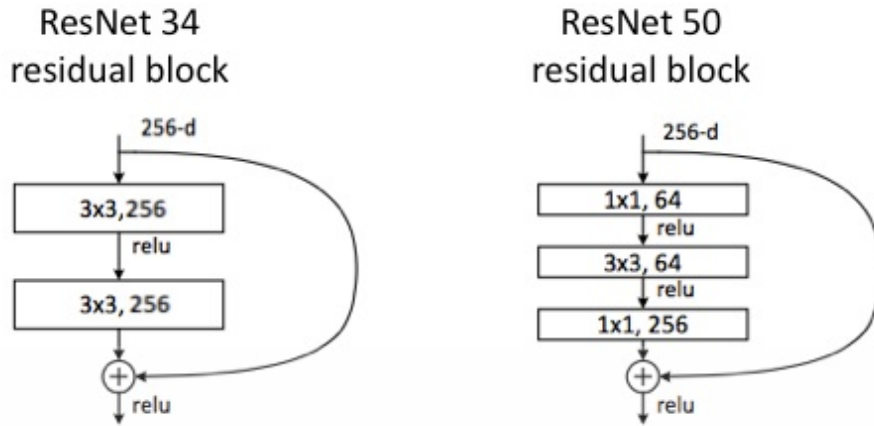 ResNet 34
residual block
256-d
3x3,256
relu
3x3, 256
relu
ResNet 50
residual block
256-d
1x1, 64
relu
3x3, 64
relu
1x1, 256
relu